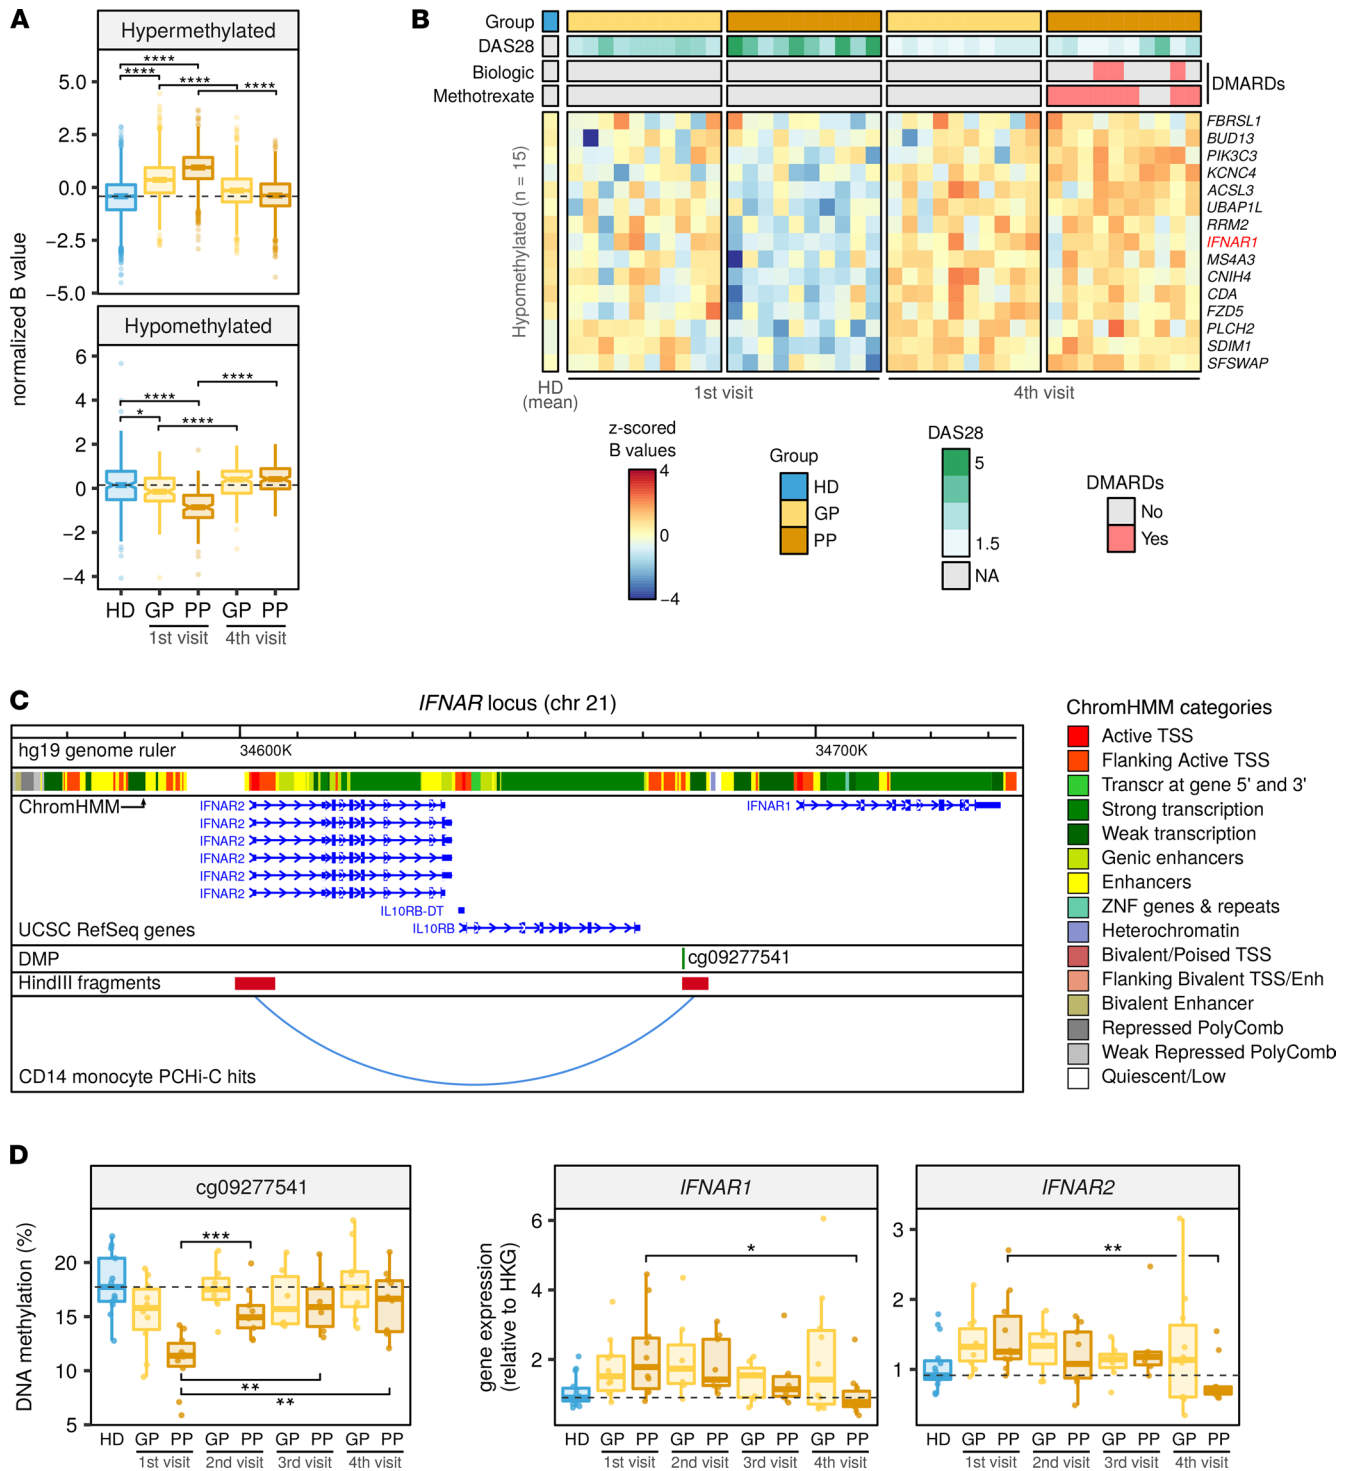 A
Hypermethylated
****
****
****
****
5.0
2.5
0.0
−2.5
−5.0
normalized B value
Hypomethylated
****
****
*
****
6
4
2
0
−2
−4
HD GP PP GP PP
1st visit 4th visit
B
Group
DAS28
Biologic
Methotrexate
DMARDs
Hypomethylated (n = 15)
FBRSL1
BUD13
PIK3C3
KCNC4
ACSL3
UBAP1L
RRM2
IFNAR1
MS4A3
CNIH4
CDA
FZD5
PLCH2
SDIM1
SFSWAP
HD
(mean)
1st visit
4th visit
z-scored
B values
4
0
−4
Group
HD
GP
PP
DAS28
5
1.5
NA
DMARDs
No
Yes
C
IFNAR locus (chr 21)
hg19 genome ruler
34600K
34700K
ChromHMM
IFNAR2
IFNAR2
IFNAR2
IFNAR2
IFNAR2
IFNAR2
IFNAR1
IL10RB-DT
IL10RB
UCSC RefSeq genes
DMP
cg09277541
HindIII fragments
CD14 monocyte PCHi-C hits
ChromHMM categories
Active TSS
Flanking Active TSS
Transcr at gene 5' and 3'
Strong transcription
Weak transcription
Genic enhancers
Enhancers
ZNF genes & repeats
Heterochromatin
Bivalent/Poised TSS
Flanking Bivalent TSS/Enh
Bivalent Enhancer
Repressed PolyComb
Weak Repressed PolyComb
Quiescent/Low
D
cg09277541
DNA methylation (%)
20
15
10
5
***
**
**
HD GP PP GP PP GP PP GP PP
1st visit 2nd visit 3rd visit 4th visit
IFNAR1
gene expression
(relative to HKG)
6
4
2
*
HD GP PP GP PP GP PP GP PP
1st visit 2nd visit 3rd visit 4th visit
IFNAR2
3
2
1
**
HD GP PP GP PP GP PP GP PP
1st visit 2nd visit 3rd visit 4th visit